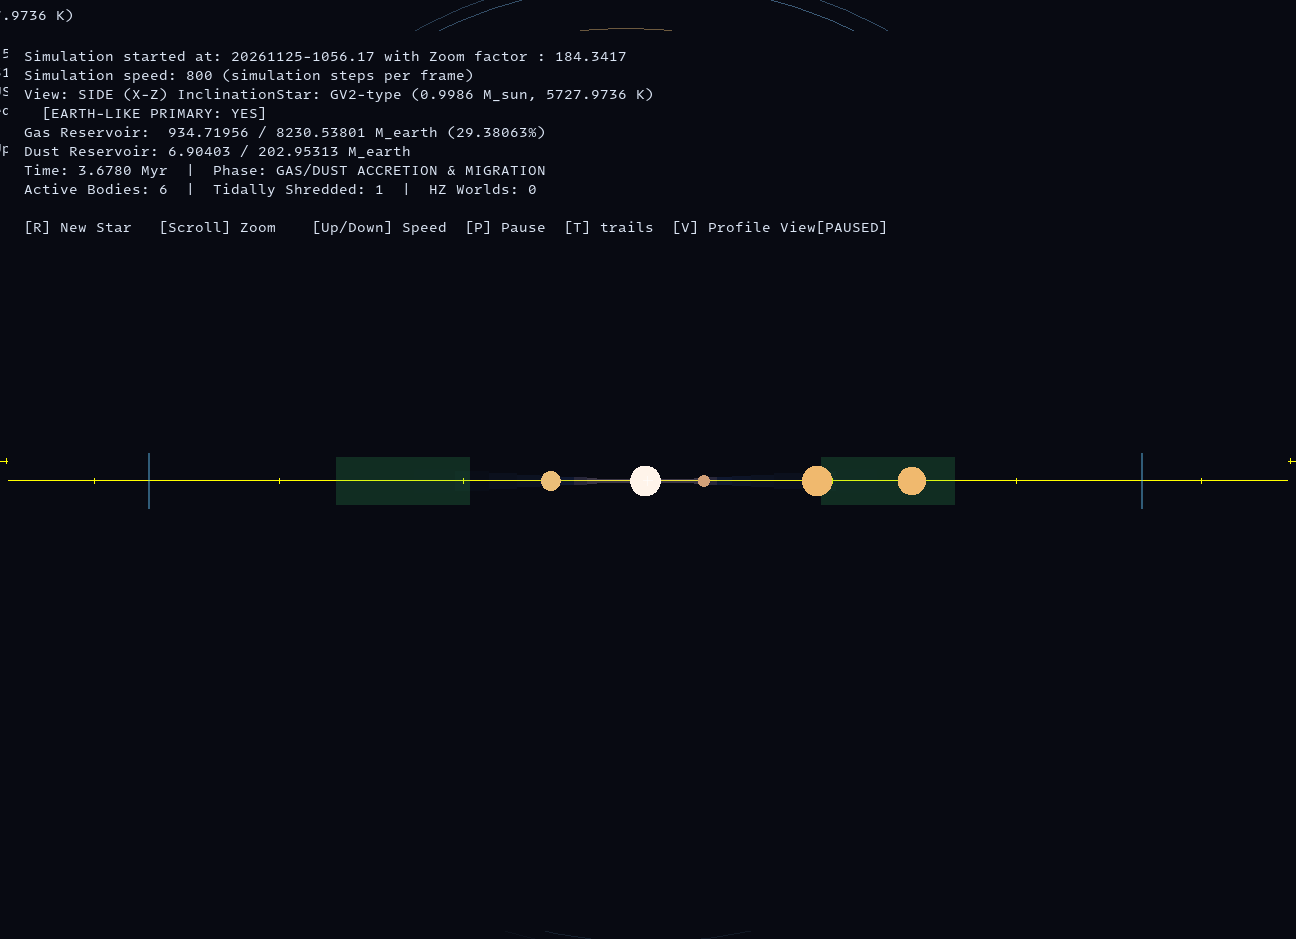 .9736 K)
Simulation started at: 20261125-1056.17 with Zoom factor : 184.3417
Simulation speed: 800 (simulation steps per frame)
View: SIDE (X-Z) InclinationStar: GV2-type (0.9986 M_sun, 5727.9736 K)
[EARTH-LIKE PRIMARY: YES]
Gas Reservoir:  934.71956 / 8230.53801 M_earth (29.38063%)
Dust Reservoir: 6.90403 / 202.95313 M_earth
Time: 3.6780 Myr  |  Phase: GAS/DUST ACCRETION & MIGRATION
Active Bodies: 6  |  Tidally Shredded: 1  |  HZ Worlds: 0
[R] New Star   [Scroll] Zoom    [Up/Down] Speed  [P] Pause  [T] trails  [V] Profile View[PAUSED]